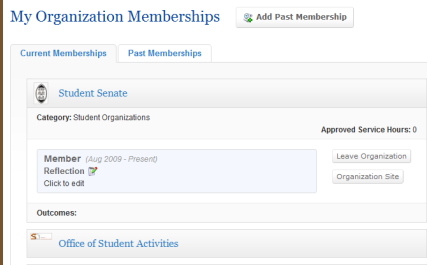 My Organization Memberships
Add Past Membership
Current Memberships
Past Memberships
Student Senate
Category: Student Organizations
Approved Service Hours: 0
Member (Aug 2009 - Present)
Leave Organization
Reflection
Organization Site
Click to edit
Outcomes:
Office of Student Activities